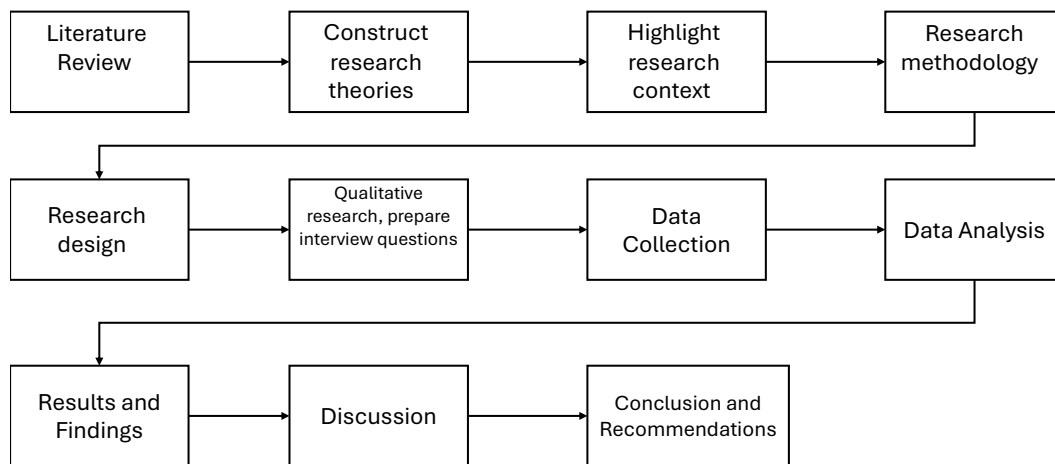 Literature
Review
Construct
research
theories
Highlight
research
context
Research
methodology
Research
design
Qualitative
research, prepare
interview questions
Data
Collection
Data Analysis
Results and
Findings
Discussion
Conclusion and
Recommendations